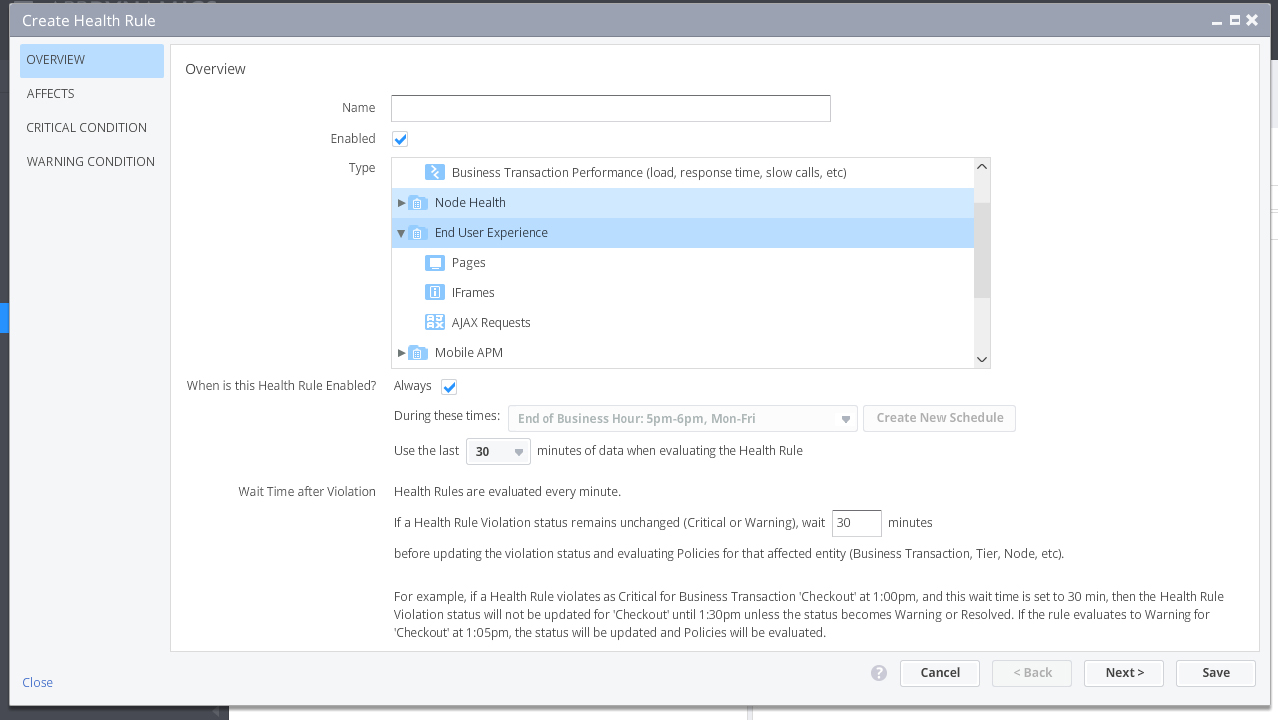 Create Health Rule
OVERVIEW
AFFECTS
CRITICAL CONDITION
WARNING CONDITION
Overview
Name
Enabled
Type
Business Transaction Performance (load, response time, slow calls, etc)
Node Health
End User Experience
Pages
IFrames
AJAX Requests
Mobile APM
When is this Health Rule Enabled? Always
During these times: End of Business Hour: 5pm-6pm, Mon-Fri Create New Schedule
Use the last 30 minutes of data when evaluating the Health Rule
Wait Time after Violation Health Rules are evaluated every minute.
If a Health Rule Violation status remains unchanged (Critical or Warning), wait 30 minutes
before updating the violation status and evaluating Policies for that affected entity (Business Transaction, Tier, Node, etc).
For example, if a Health Rule violates as Critical for Business Transaction 'Checkout' at 1:00pm, and this wait time is set to 30 min, then the Health Rule
Violation status will not be updated for 'Checkout' until 1:30pm unless the status becomes Warning or Resolved. If the rule evaluates to Warning for
'Checkout' at 1:05pm, the status will be updated and Policies will be evaluated.
Close ? Cancel < Back Next > Save